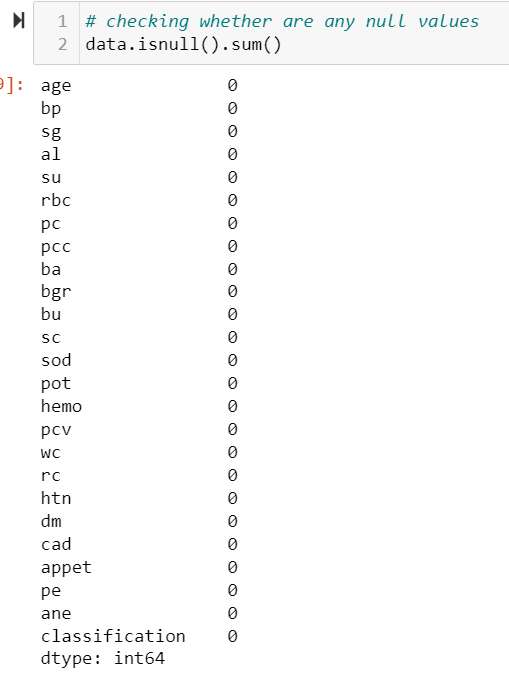 1 # checking whether are any null values
2 data.isnull().sum()
9]: age 0
bp 0
sg 0
al 0
su 0
rbc 0
pc 0
pcc 0
ba 0
bgr 0
bu 0
sc 0
sod 0
pot 0
hemo 0
pcv 0
wc 0
rc 0
htn 0
dm 0
cad 0
appet 0
pe 0
ane 0
classification 0
dtype: int64